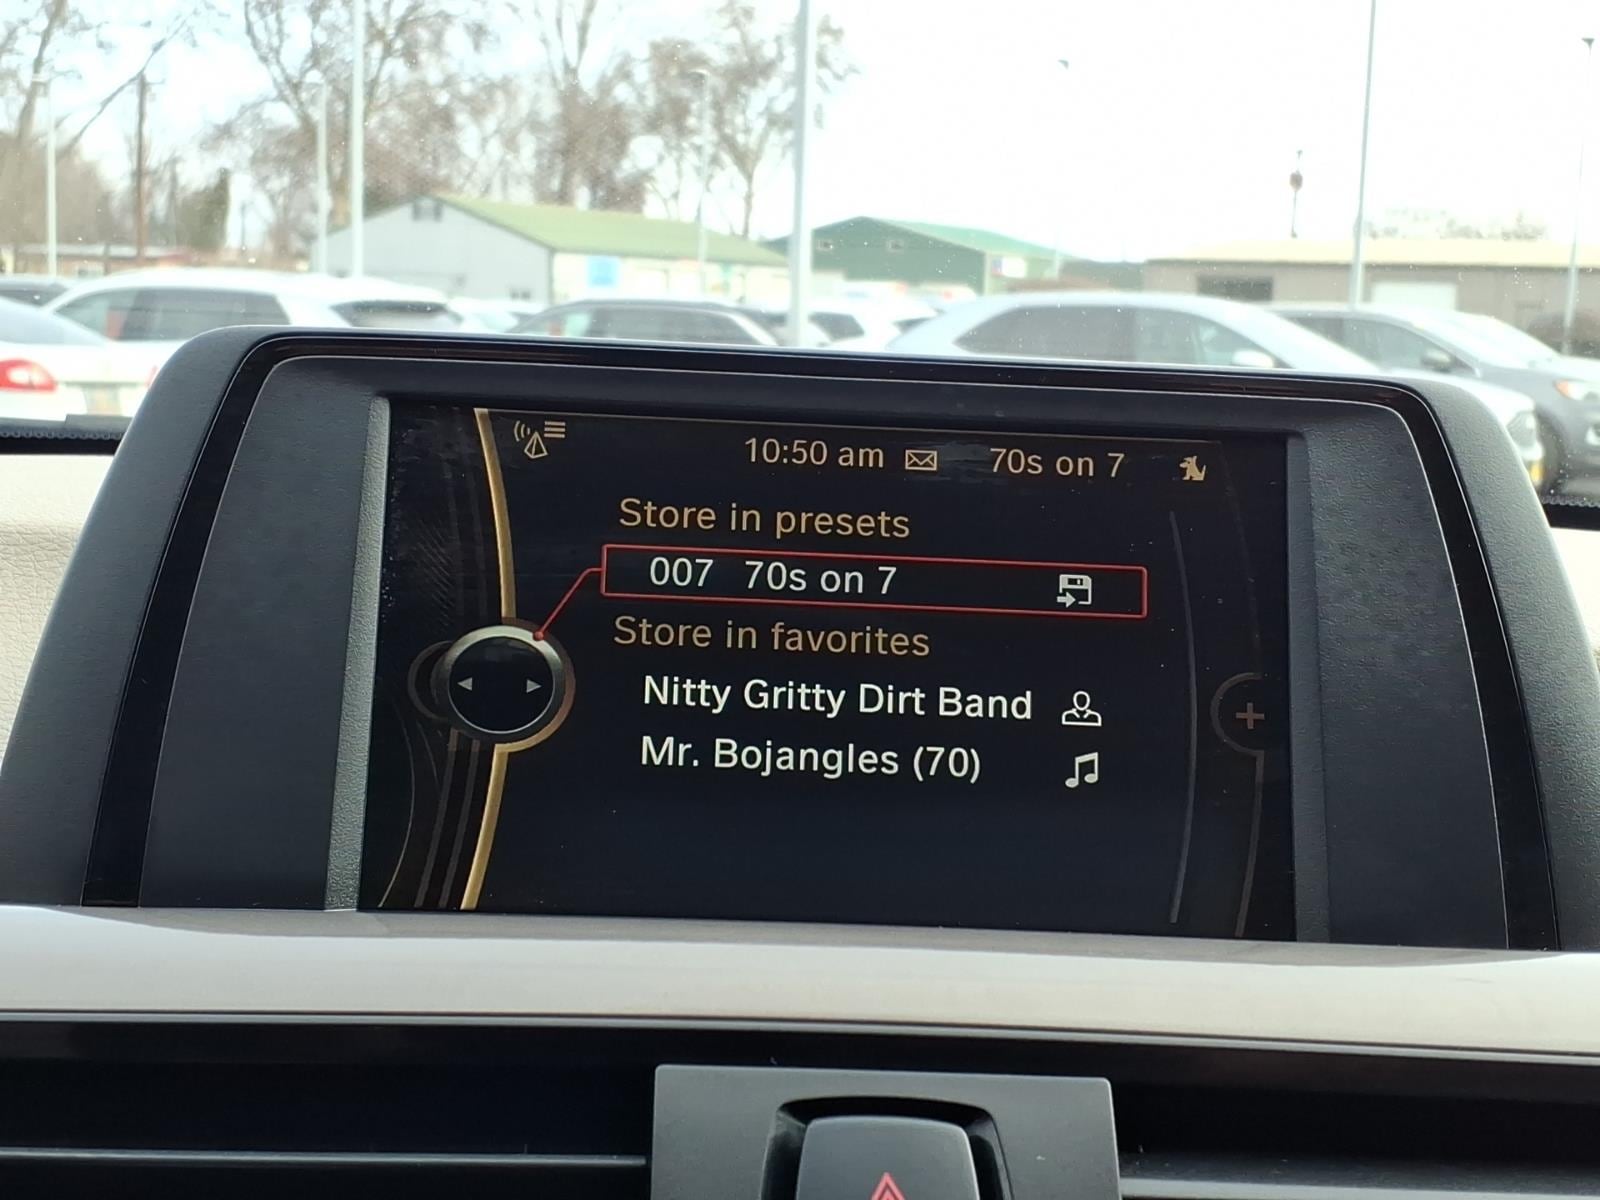 10:50 am 70s on 7
Store in presets
007 70s on 7
Store in favorites
Nitty Gritty Dirt Band
Mr. Bojangles (70)